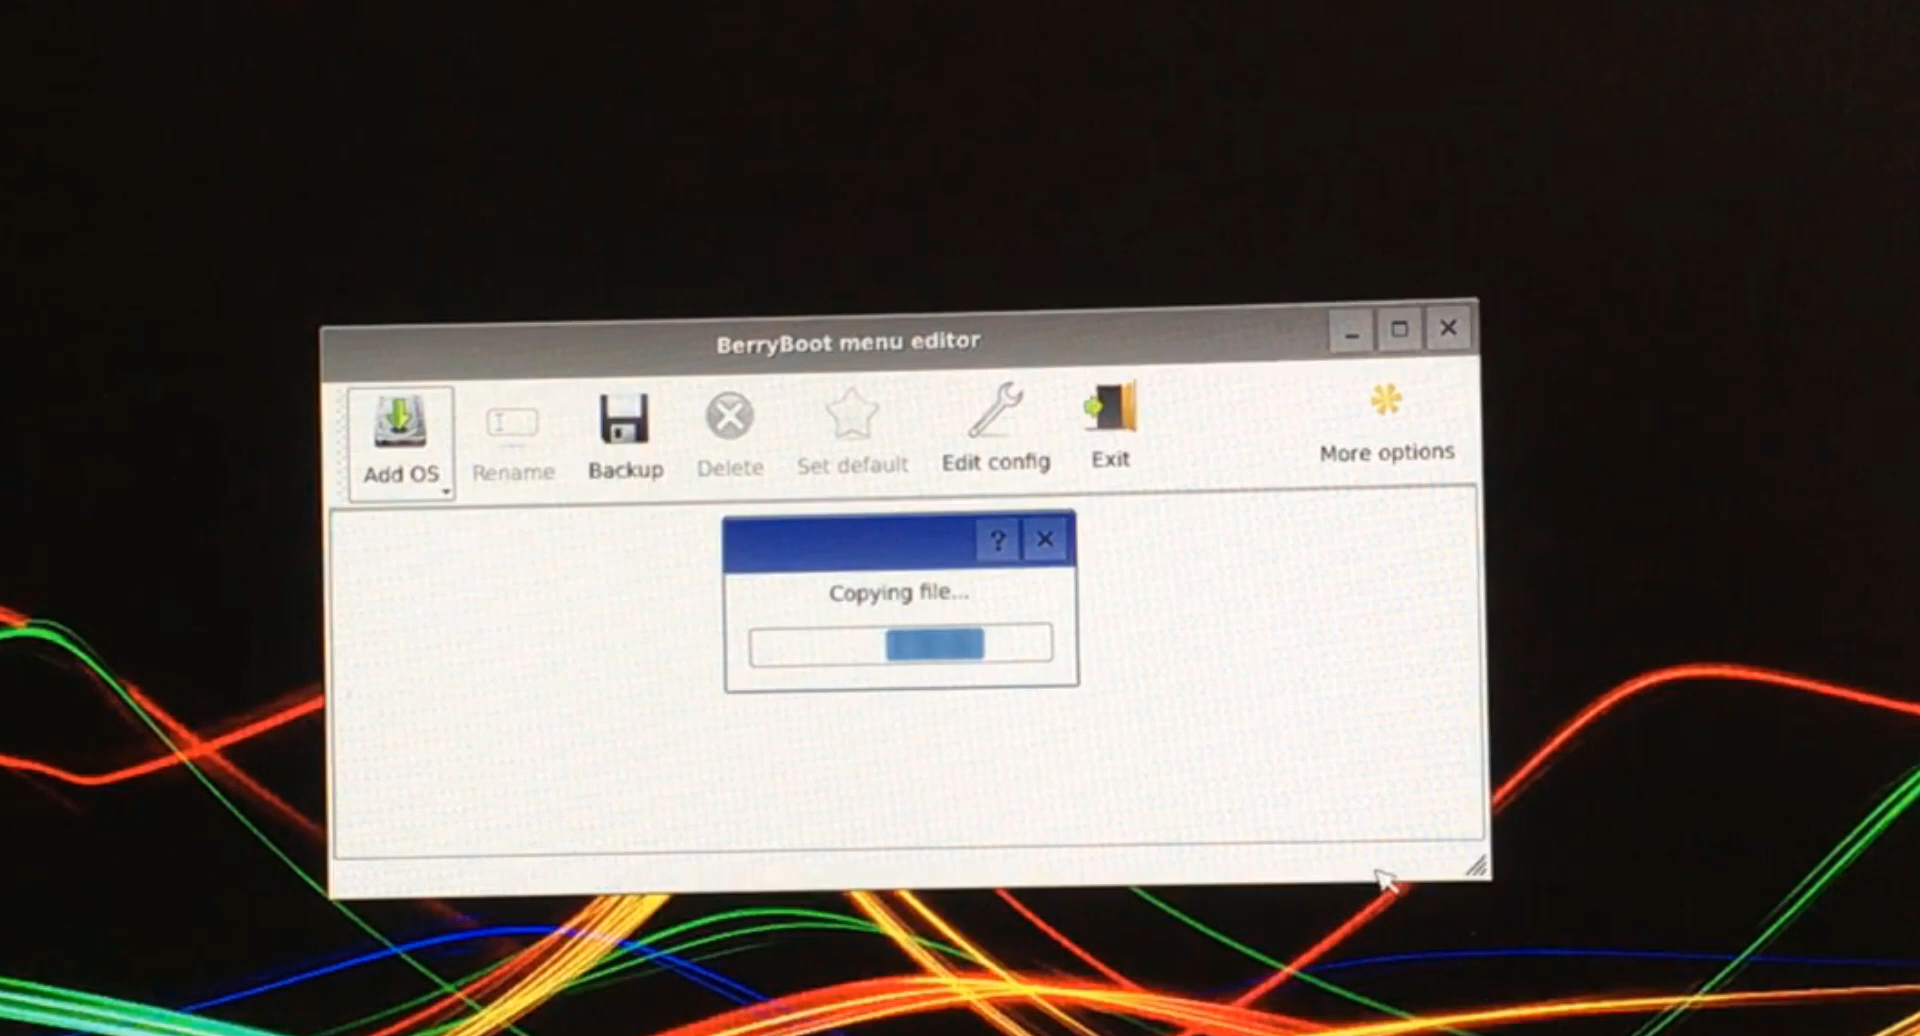 BerryBoot menu editor
Add OS
Rename
Backup
Delete
Set default
Edit config
Exit
More options
?
Copying file...